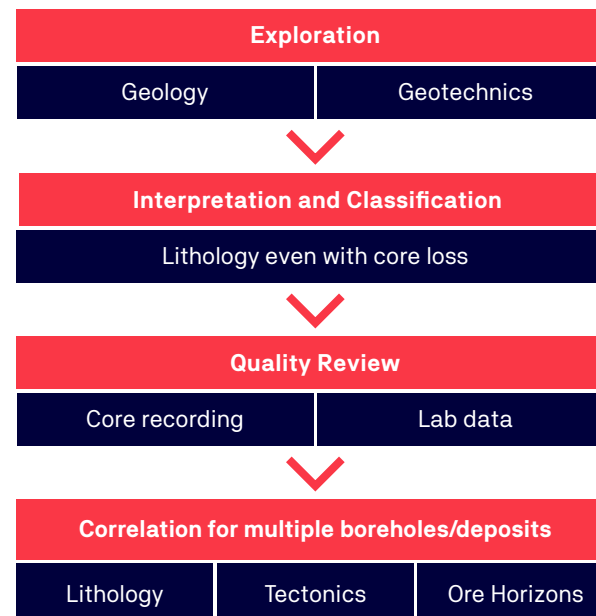 Exploration
Geology Geotechnics
Interpretation and Classification
Lithology even with core loss
Quality Review
Core recording Lab data
Correlation for multiple boreholes/deposits
Lithology Tectonics Ore Horizons